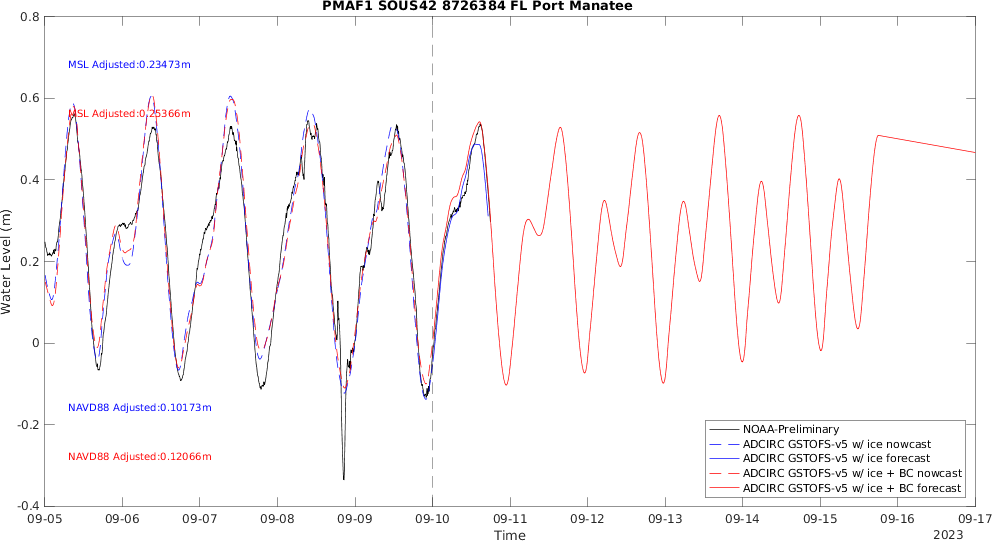 PMAF1 SOUS42 8726384 FL Port Manatee
0.8
0.6
0.4
0.2
0
-0.2
-0.4
Water Level (m)
MSL Adjusted:0.23473m
MSL Adjusted:0.25366m
NAVD88 Adjusted:0.10173m
NAVD88 Adjusted:0.12066m
NOAA-Preliminary
ADCIRC GSTOFS-v5 w/ ice nowcast
ADCIRC GSTOFS-v5 w/ ice forecast
ADCIRC GSTOFS-v5 w/ ice + BC nowcast
ADCIRC GSTOFS-v5 w/ ice + BC forecast
09-05 09-06 09-07 09-08 09-09 09-10 09-11 09-12 09-13 09-14 09-15 09-16 09-17
Time
2023